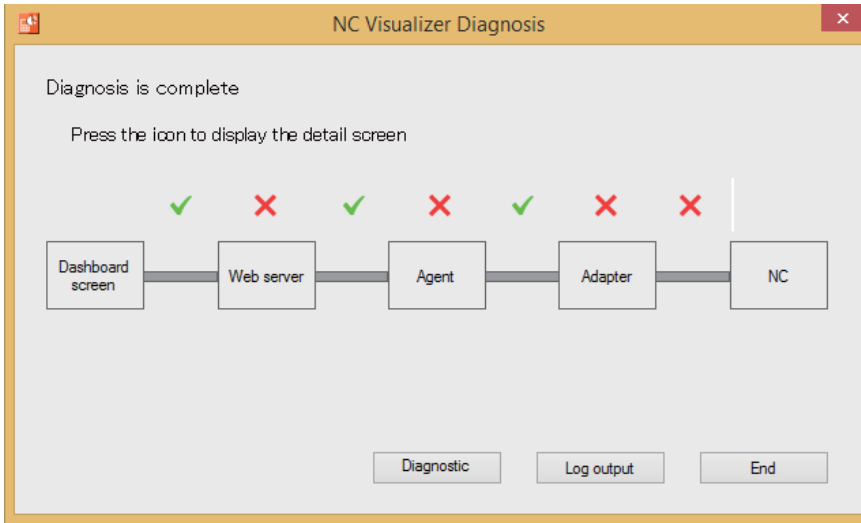 NC Visualizer Diagnosis
Diagnosis is complete
Press the icon to display the detail screen
Dashboard
screen
Web server
Agent
Adapter
NC
Diagnostic
Log output
End